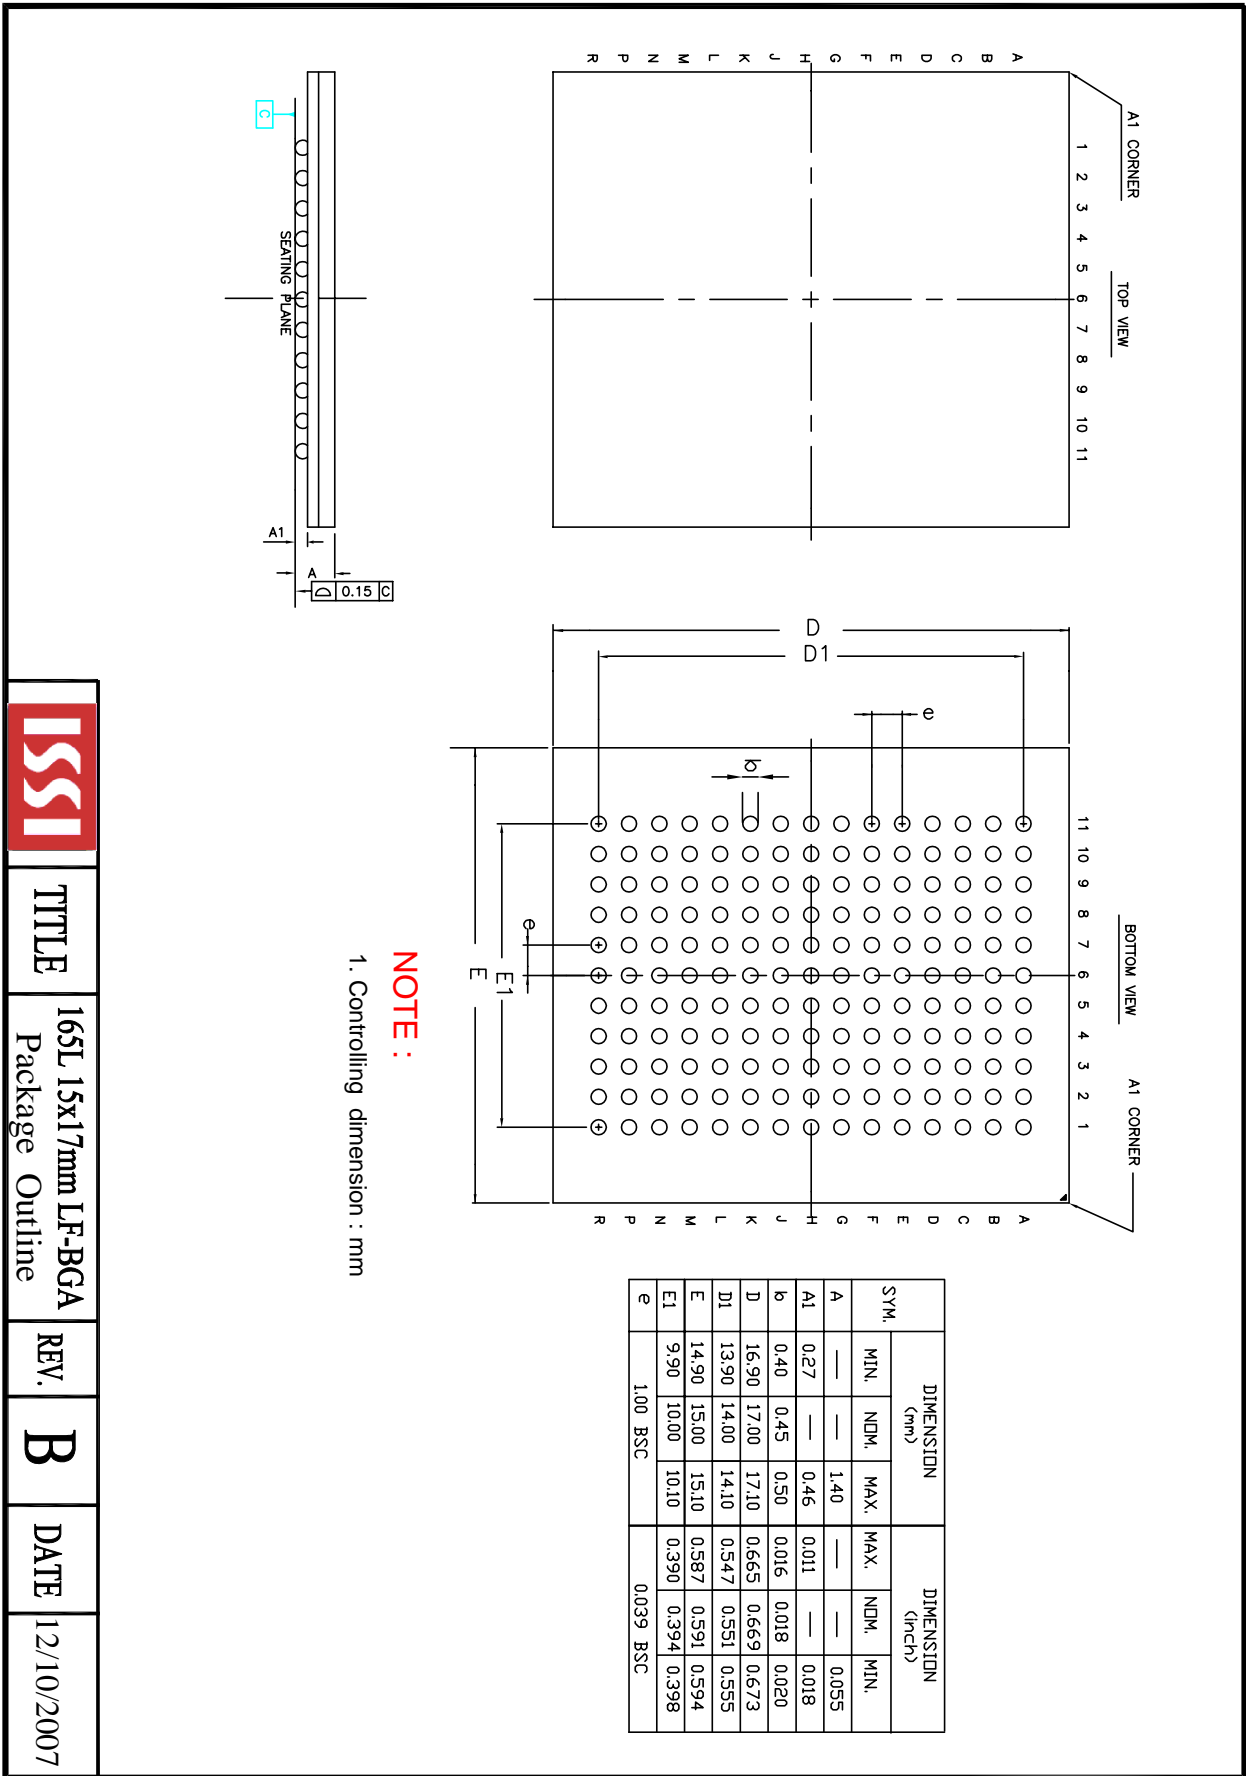 A1 CORNER
TOP VIEW
1 2 3 4 5 6 7 8 9 10 11
A
B
C
D
E
F
G
H
J
K
L
M
N
P
R
BOTTOM VIEW
A1 CORNER
11 10 9 8 7 6 5 4 3 2 1
A
B
C
D
E
F
G
H
J
K
L
M
N
P
R
D
D1
e
b
e
E1
E
C
SEATING PLANE
A1
A
0.15 C
SYM. DIMENSION (mm) DIMENSION (inch)
MIN. NOM. MAX. MAX. NOM. MIN.
A — — 1.40 — — 0.055
A1 0.27 — 0.46 0.011 — 0.018
b 0.40 0.45 0.50 0.016 0.018 0.020
D 16.90 17.00 17.10 0.665 0.669 0.673
D1 13.90 14.00 14.10 0.547 0.551 0.555
E 14.90 15.00 15.10 0.587 0.591 0.594
E1 9.90 10.00 10.10 0.390 0.394 0.398
e 1.00 BSC 0.039 BSC
NOTE :
1. Controlling dimension : mm
ISSI
TITLE
165L 15x17mm LF-BGA
Package Outline
REV.
B
DATE
12/10/2007